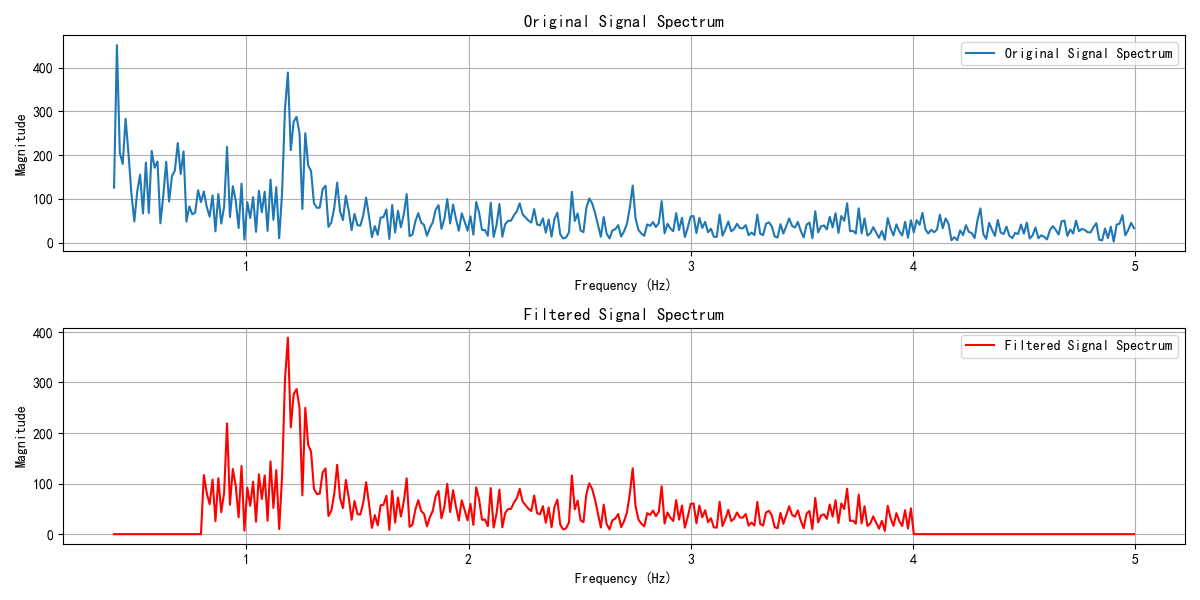 Original Signal Spectrum
Original Signal Spectrum
400
300
200
100
0
Magnitude
1
2
3
4
5
Frequency (Hz)
Filtered Signal Spectrum
Filtered Signal Spectrum
400
300
200
100
0
Magnitude
1
2
3
4
5
Frequency (Hz)